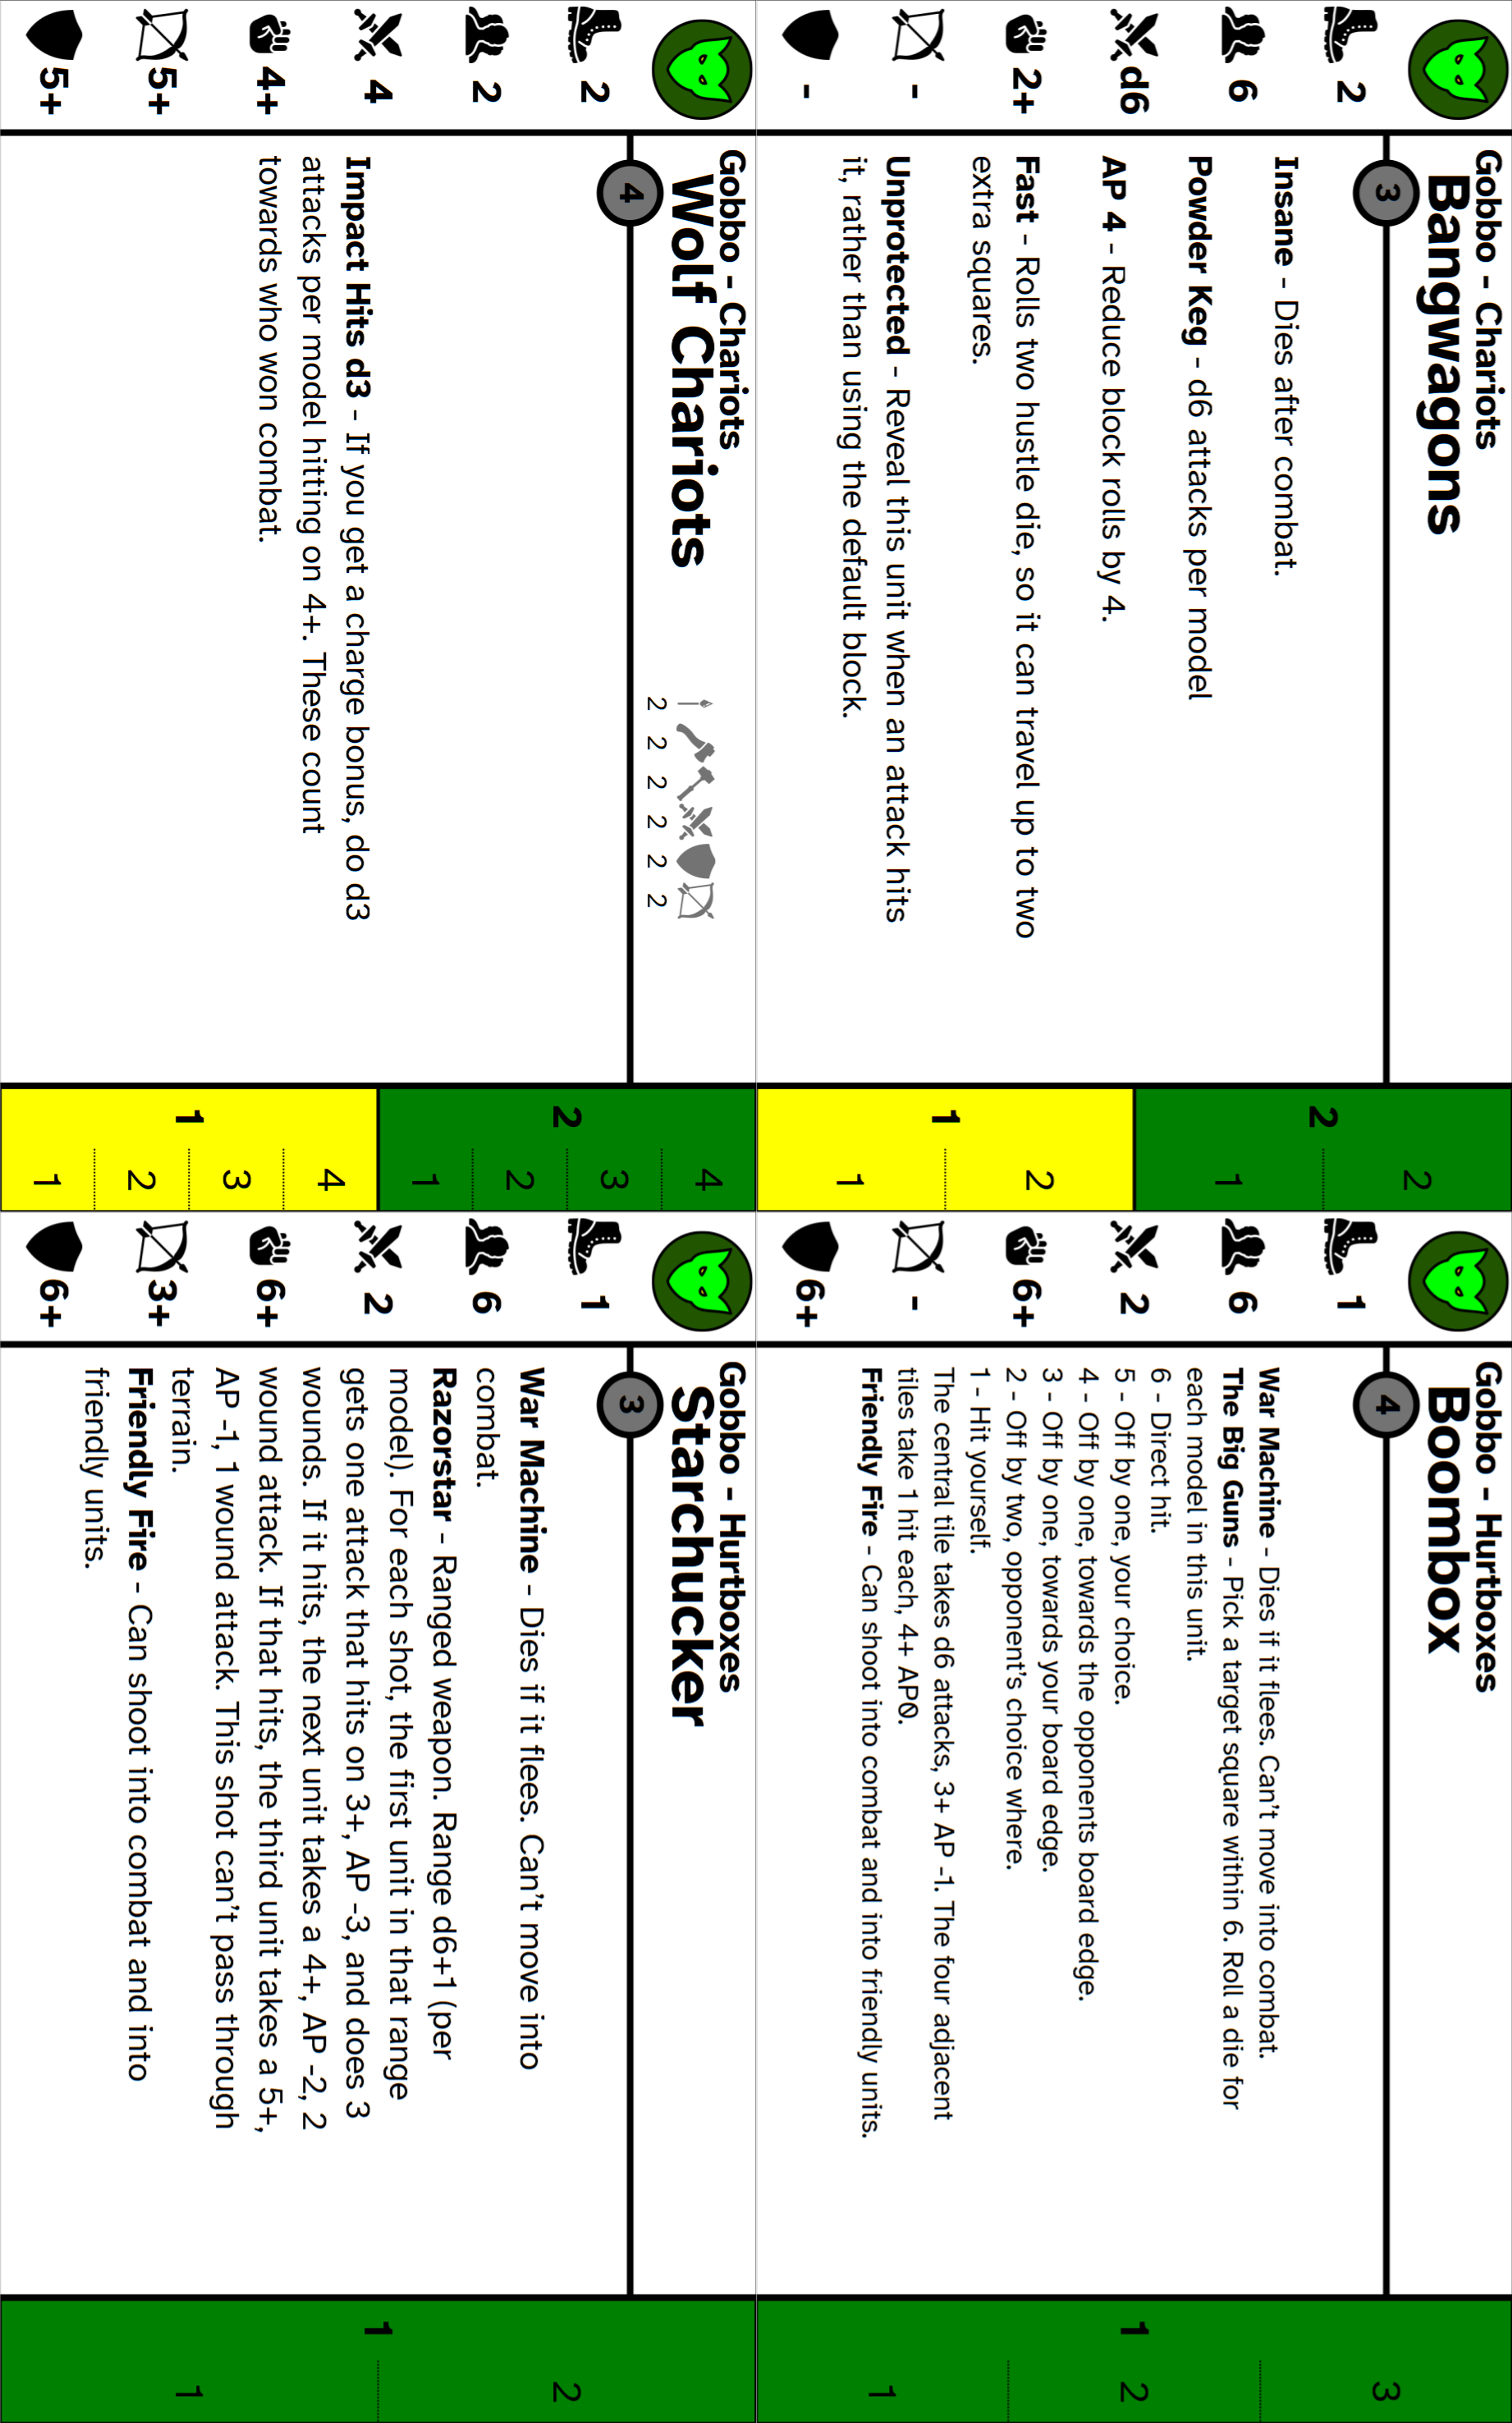 Gobbo - Chariots
Bangwagons
3
2
6
d6
2+
-
-
Insane - Dies after combat.
Powder Keg - d6 attacks per model
AP 4 - Reduce block rolls by 4.
Fast - Rolls two hustle die, so it can travel up to two
extra squares.
Unprotected - Reveal this unit when an attack hits
it, rather than using the default block.
2
2
1
1
2
1
Gobbo - Hurtboxes
Boombox
4
1
6
2
6+
-
6+
War Machine - Dies if it flees. Can't move into combat.
The Big Guns - Pick a target square within 6. Roll a die for
each model in this unit.
6 - Direct hit.
5 - Off by one, your choice.
4 - Off by one, towards the opponents board edge.
3 - Off by one, towards your board edge.
2 - Off by two, opponent's choice where.
1 - Hit yourself.
The central tile takes d6 attacks, 3+ AP -1. The four adjacent
tiles take 1 hit each, 4+ AP0.
Friendly Fire - Can shoot into combat and into friendly units.
1
3
2
1
Gobbo - Chariots
Wolf Chariots
2 2 2 2 2 2
4
2
2
4
4+
5+
5+
Impact Hits d3 - If you get a charge bonus, do d3
attacks per model hitting on 4+. These count
towards who won combat.
2
4
3
2
1
1
4
3
2
1
Gobbo - Hurtboxes
Starchucker
3
1
6
2
6+
3+
6+
War Machine - Dies if it flees. Can't move into
combat.
Razorstar - Ranged weapon. Range d6+1 (per
model). For each shot, the first unit in that range
gets one attack that hits on 3+, AP -3, and does 3
wounds. If it hits, the next unit takes a 4+, AP -2, 2
wound attack. If that hits, the third unit takes a 5+,
AP -1, 1 wound attack. This shot can't pass through
terrain.
Friendly Fire - Can shoot into combat and into
friendly units.
1
2
1